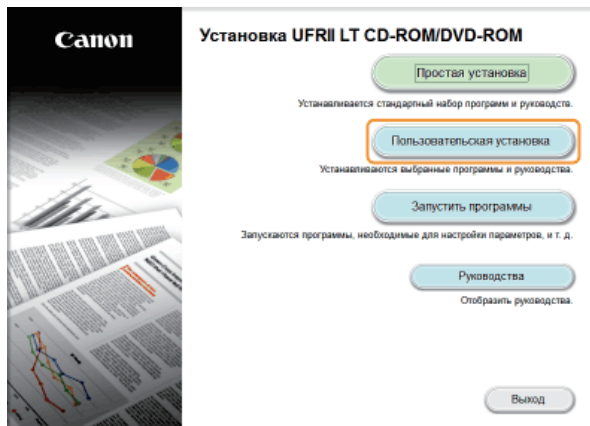 Canon
Установка UFRII LT CD-ROM/DVD-ROM
Простая установка
Устанавливается стандартный набор программ и руководств.
Пользовательская установка
Устанавливаются выбранные программы и руководства.
Запустить программы
Запускаются программы, необходимые для настройки параметров, и т. д.
Руководства
Отобразить руководства.
Выход